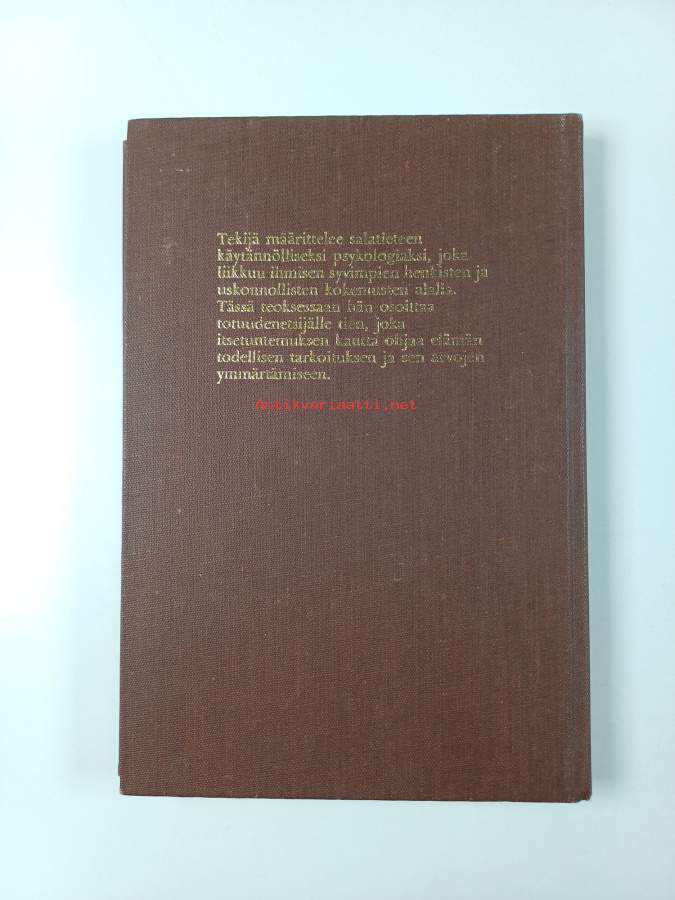 Tekijä määrittelee salatieteen
käytännölliseksi psykologiaksi, joka
liikkuu ihmisen syvimpien henkisten ja
uskonnollisten kokemusten alalla.
Tässä teoksessaan hän osoittaa
totuudenetsijälle tien, joka
itsetuntemuksen kautta ohjaa elämän
todellisen tarkoituksen ja sen arvojen
ymmärtämiseen.
antikvariaatti.net